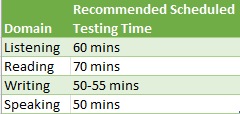 Recommended Scheduled
Domain Testing Time
Listening 60 mins
Reading 70 mins
Writing 50-55 mins
Speaking 50 mins